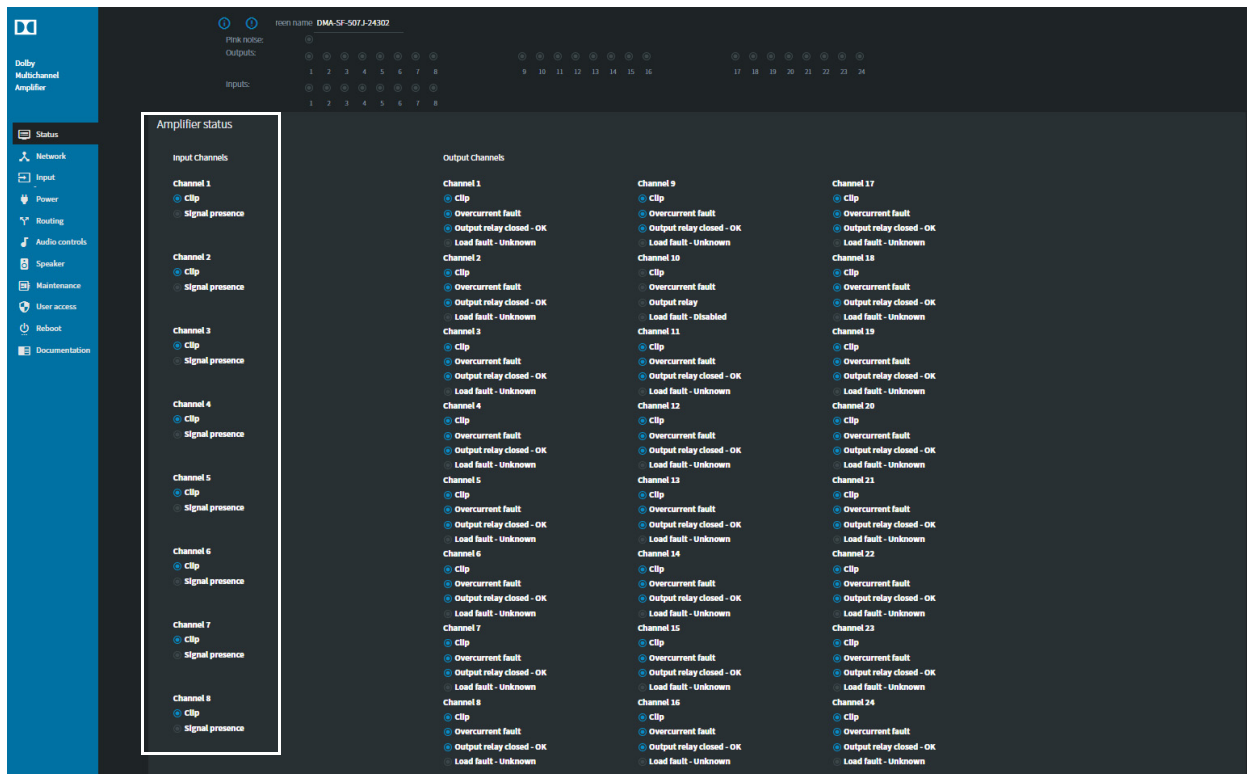 reen name DMA-SF-507J-24302
Pink noise:
Outputs:
1 2 3 4 5 6 7 8 9 10 11 12 13 14 15 16 17 18 19 20 21 22 23 24
Inputs:
1 2 3 4 5 6 7 8
Dolby
Multichannel
Amplifier
Status
Network
Input
Power
Routing
Audio controls
Speaker
Maintenance
User access
Reboot
Documentation
Amplifier status
Input Channels
Channel 1
Clip
Signal presence
Channel 2
Clip
Signal presence
Channel 3
Clip
Signal presence
Channel 4
Clip
Signal presence
Channel 5
Clip
Signal presence
Channel 6
Clip
Signal presence
Channel 7
Clip
Signal presence
Channel 8
Clip
Signal presence
Output Channels
Channel 1
Clip
Overcurrent fault
Output relay closed - OK
Load fault - Unknown
Channel 2
Clip
Overcurrent fault
Output relay closed - OK
Load fault - Unknown
Channel 3
Clip
Overcurrent fault
Output relay closed - OK
Load fault - Unknown
Channel 4
Clip
Overcurrent fault
Output relay closed - OK
Load fault - Unknown
Channel 5
Clip
Overcurrent fault
Output relay closed - OK
Load fault - Unknown
Channel 6
Clip
Overcurrent fault
Output relay closed - OK
Load fault - Unknown
Channel 7
Clip
Overcurrent fault
Output relay closed - OK
Load fault - Unknown
Channel 8
Clip
Overcurrent fault
Output relay closed - OK
Load fault - Unknown
Channel 9
Clip
Overcurrent fault
Output relay closed - OK
Load fault - Unknown
Channel 10
Clip
Overcurrent fault
Output relay
Load fault - Disabled
Channel 11
Clip
Overcurrent fault
Output relay closed - OK
Load fault - Unknown
Channel 12
Clip
Overcurrent fault
Output relay closed - OK
Load fault - Unknown
Channel 13
Clip
Overcurrent fault
Output relay closed - OK
Load fault - Unknown
Channel 14
Clip
Overcurrent fault
Output relay closed - OK
Load fault - Unknown
Channel 15
Clip
Overcurrent fault
Output relay closed - OK
Load fault - Unknown
Channel 16
Clip
Overcurrent fault
Output relay closed - OK
Load fault - Unknown
Channel 17
Clip
Overcurrent fault
Output relay closed - OK
Load fault - Unknown
Channel 18
Clip
Overcurrent fault
Output relay closed - OK
Load fault - Unknown
Channel 19
Clip
Overcurrent fault
Output relay closed - OK
Load fault - Unknown
Channel 20
Clip
Overcurrent fault
Output relay closed - OK
Load fault - Unknown
Channel 21
Clip
Overcurrent fault
Output relay closed - OK
Load fault - Unknown
Channel 22
Clip
Overcurrent fault
Output relay closed - OK
Load fault - Unknown
Channel 23
Clip
Overcurrent fault
Output relay closed - OK
Load fault - Unknown
Channel 24
Clip
Overcurrent fault
Output relay closed - OK
Load fault - Unknown